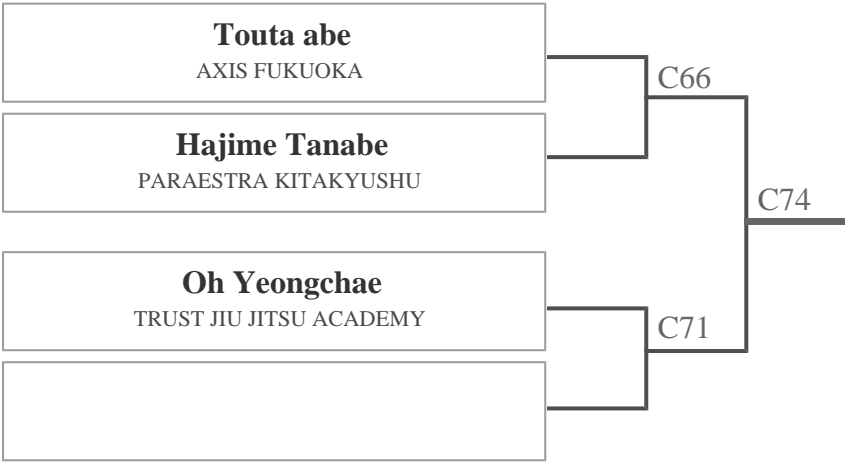 Touta abe
AXIS FUKUOKA
C66
Hajime Tanabe
PARAESTRA KITAKYUSHU
C74
Oh Yeongchae
TRUST JIU JITSU ACADEMY
C71